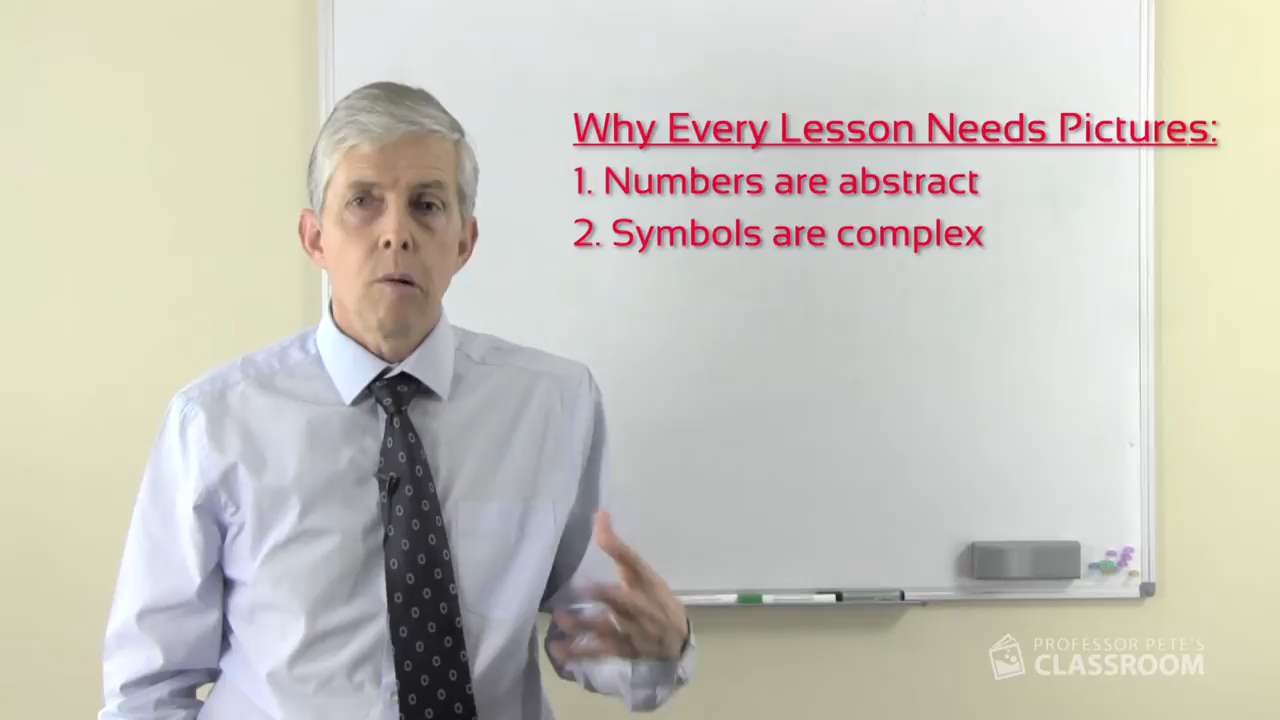 Why Every Lesson Needs Pictures:
1. Numbers are abstract
2. Symbols are complex
PROFESSOR PETE'S
CLASSROOM